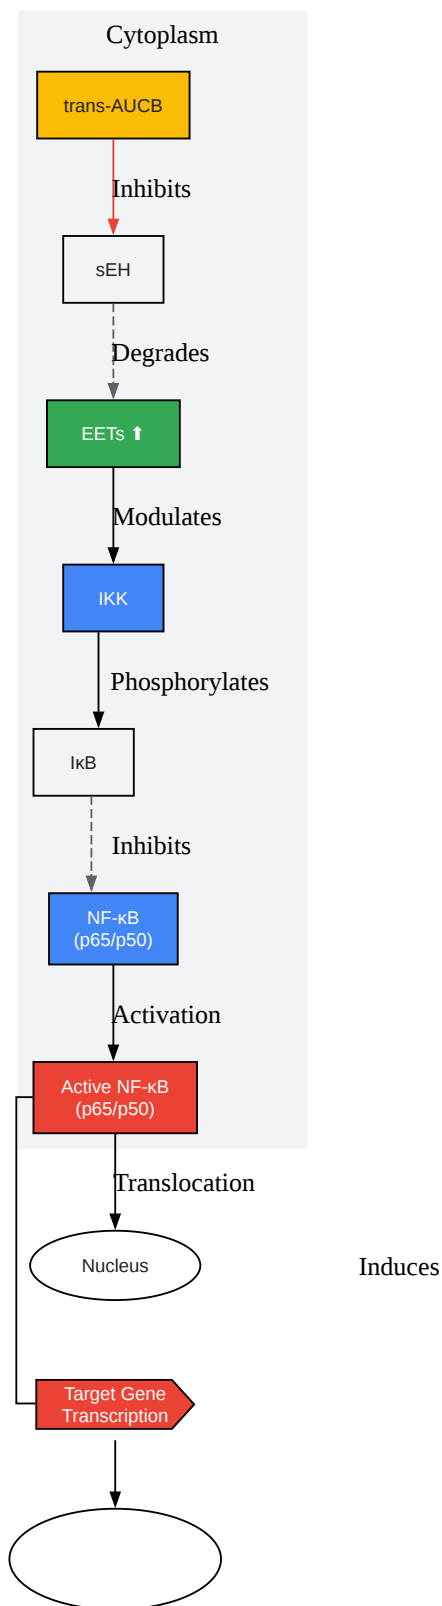 Cytoplasm
trans-AUCB
Inhibits
sEH
Degrades
EETs ⬆
Modulates
IKK
Phosphorylates
IκB
Inhibits
NF-κB
(p65/p50)
Activation
Active NF-κB
(p65/p50)
Translocation
Nucleus
Induces
Target Gene
Transcription